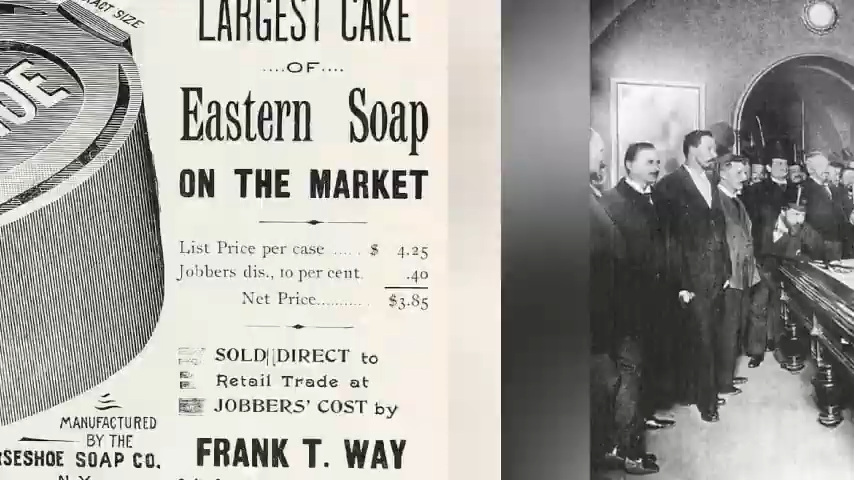 EXACT SIZE
LARGEST CAKE
....OF....
Eastern Soap
ON THE MARKET
List Price per case ..... $ 4.25
Jobbers dis., 10 per cent. .40
Net Price.......... $3.85
SOLD DIRECT to
Retail Trade at
JOBBERS' COST by
MANUFACTURED
BY THE
RSESHOE SOAP CO.
N.Y.
FRANK T. WAY